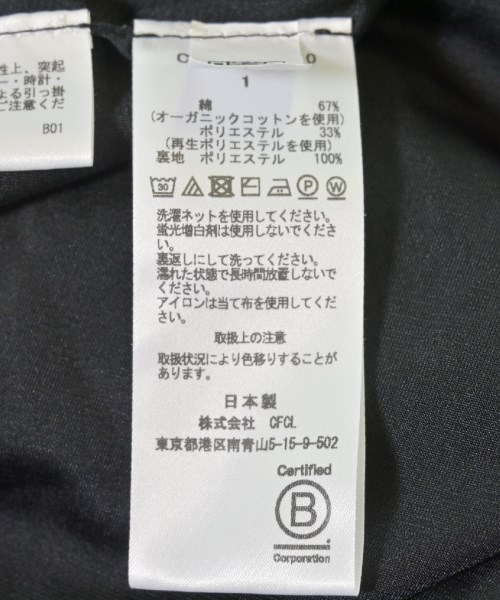 性上、突起
ー・時計・
よる引っ掛
ご注意くだ
B01
C
0
1
綿 67%
(オーガニックコットンを使用)
ポリエステル 33%
(再生ポリエステルを使用)
裏地 ポリエステル 100%
30
P
W
洗濯ネットを使用してください。
蛍光増白剤は使用しないでくださ
い。
裏返しにして洗ってください。
濡れた状態で長時間放置しないで
ください。
アイロンは当て布を使用してくだ
さい。
取扱上の注意
取扱状況により色移りすることが
あります。
日本製
株式会社 CFCL
東京都港区南青山5-15-9-502
Certified
B
Corporation